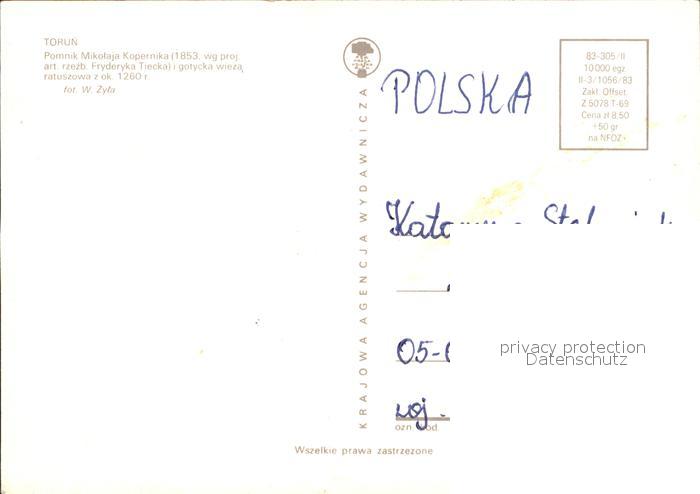 TORUŃ
Pomnik Mikołaja Kopernika (1853, wg proj.
art. rzeźb. Fryderyka Tiecka) i gotycka wieża
ratuszowa z ok. 1260 r.
fot. W. Żyła
KRAJOWA AGENCJA WYDAWNICZA
POLSKA
83-305/II
10 000 egz
II-3/1056/83
Zakł. Offset.
Z 5078 T-69
Cena zł 8,50
+50 gr
na NFOZ
05-
woj.
privacy protection
Datenschutz
Wszelkie prawa zastrzeżone